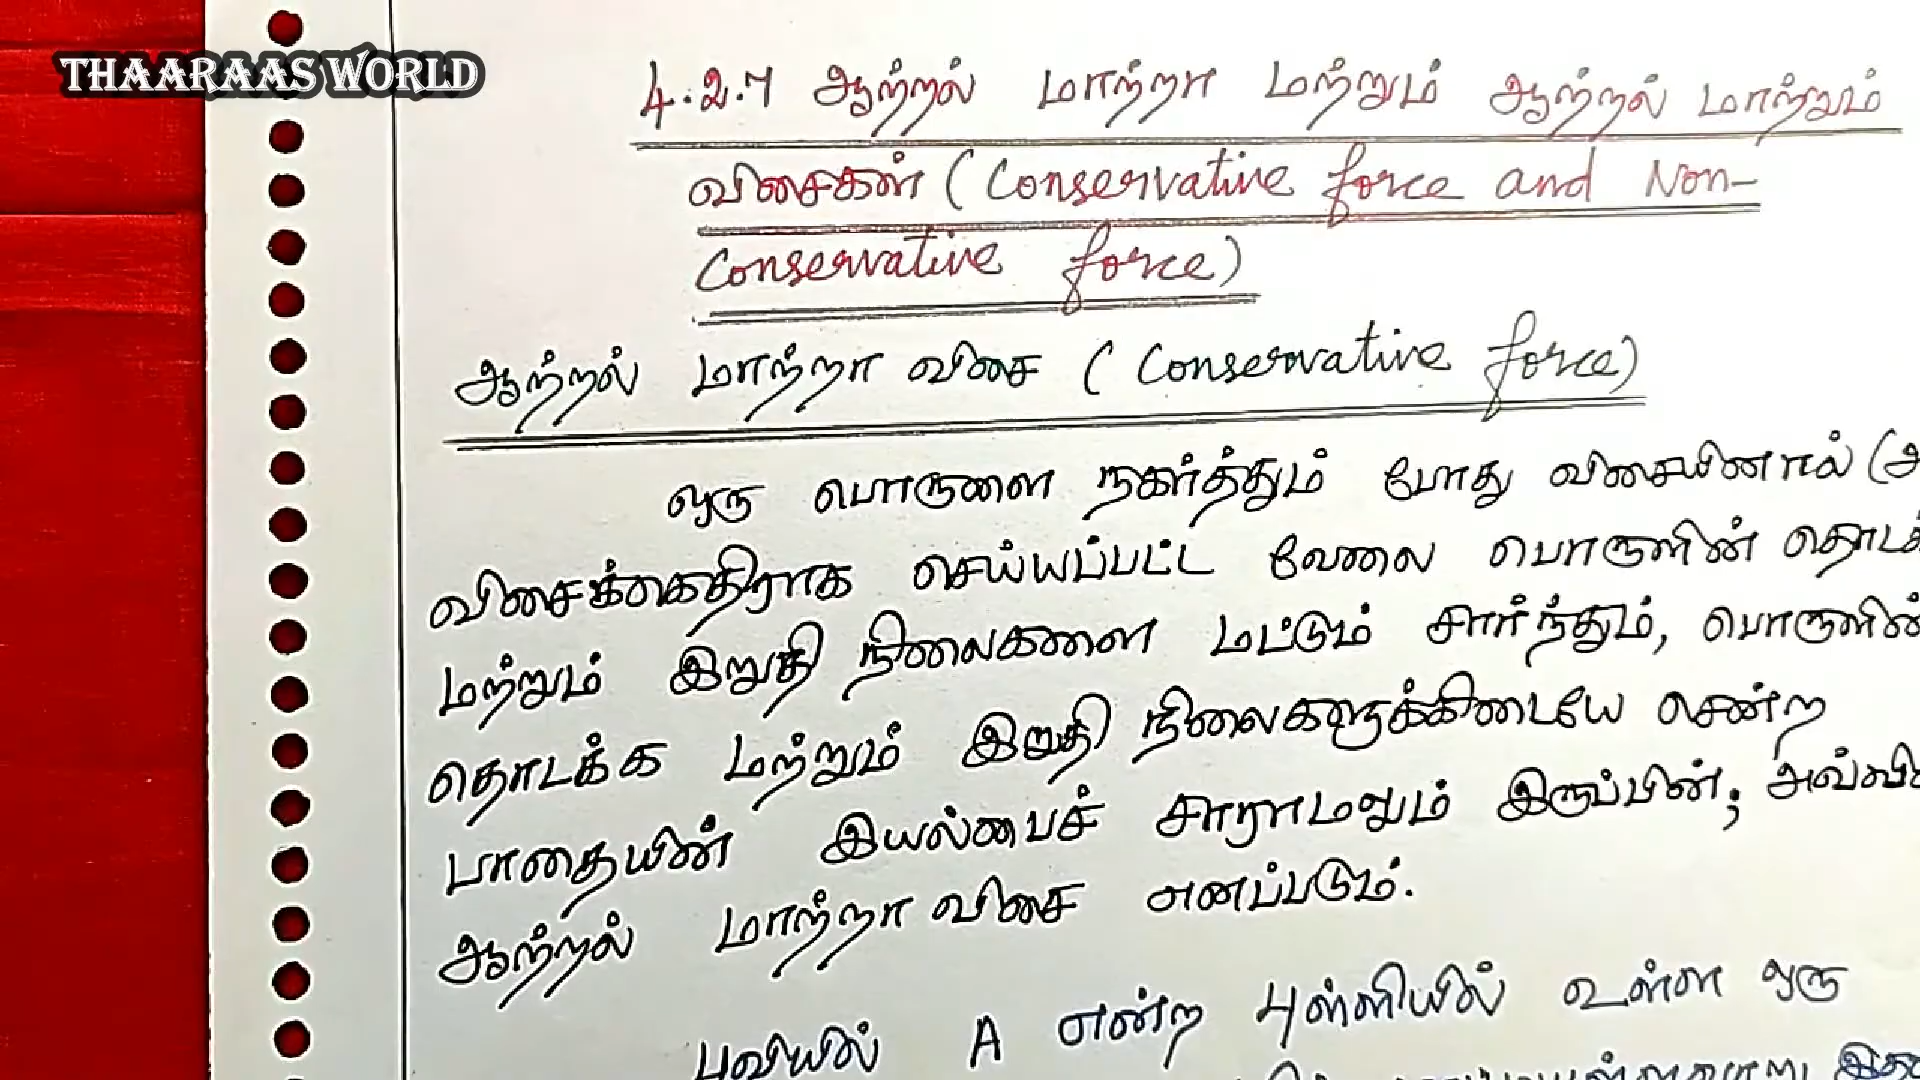 THAARAAS WORLD
4.2.7 ஆற்றல் மாற்றா மற்றும் ஆற்றல் மாற்றும்
விசைகள் (Conservative force and Non-
Conservative force)
ஆற்றல் மாற்றா விசை (Conservative force)
ஒரு பொருளை நகர்த்தும் போது விசையினால் (அ
விசைக்கெதிராக செய்யப்பட்ட வேலை பொருளின் தொடக்
மற்றும் இறுதி நிலைகளை மட்டும் சார்ந்தும், பொருளின்
தொடக்க மற்றும் இறுதி நிலைகளுக்கிடையே சென்ற
பாதையின் இயல்பைச் சாராமலும் இருப்பின்; அவ்வி
ஆற்றல் மாற்றா விசை எனப்படும்.
புவியில் A என்ற புள்ளியில் உள்ள ஒரு